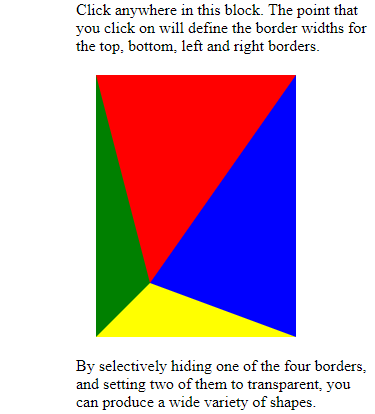 Click anywhere in this block. The point that
you click on will define the border widths for
the top, bottom, left and right borders.
By selectively hiding one of the four borders,
and setting two of them to transparent, you
can produce a wide variety of shapes.